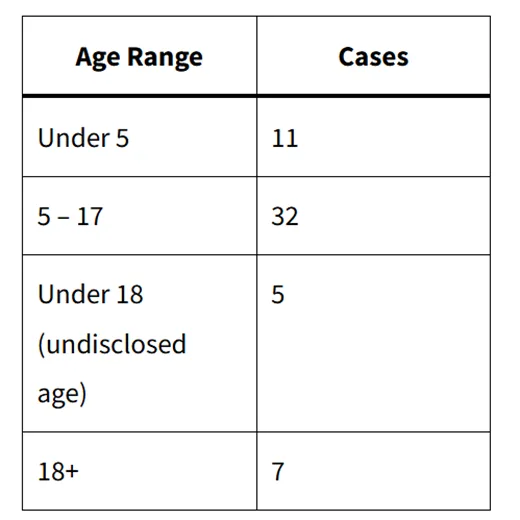 Age Range Cases
Under 5 11
5 – 17 32
Under 18 5
(undisclosed
age)
18+ 7